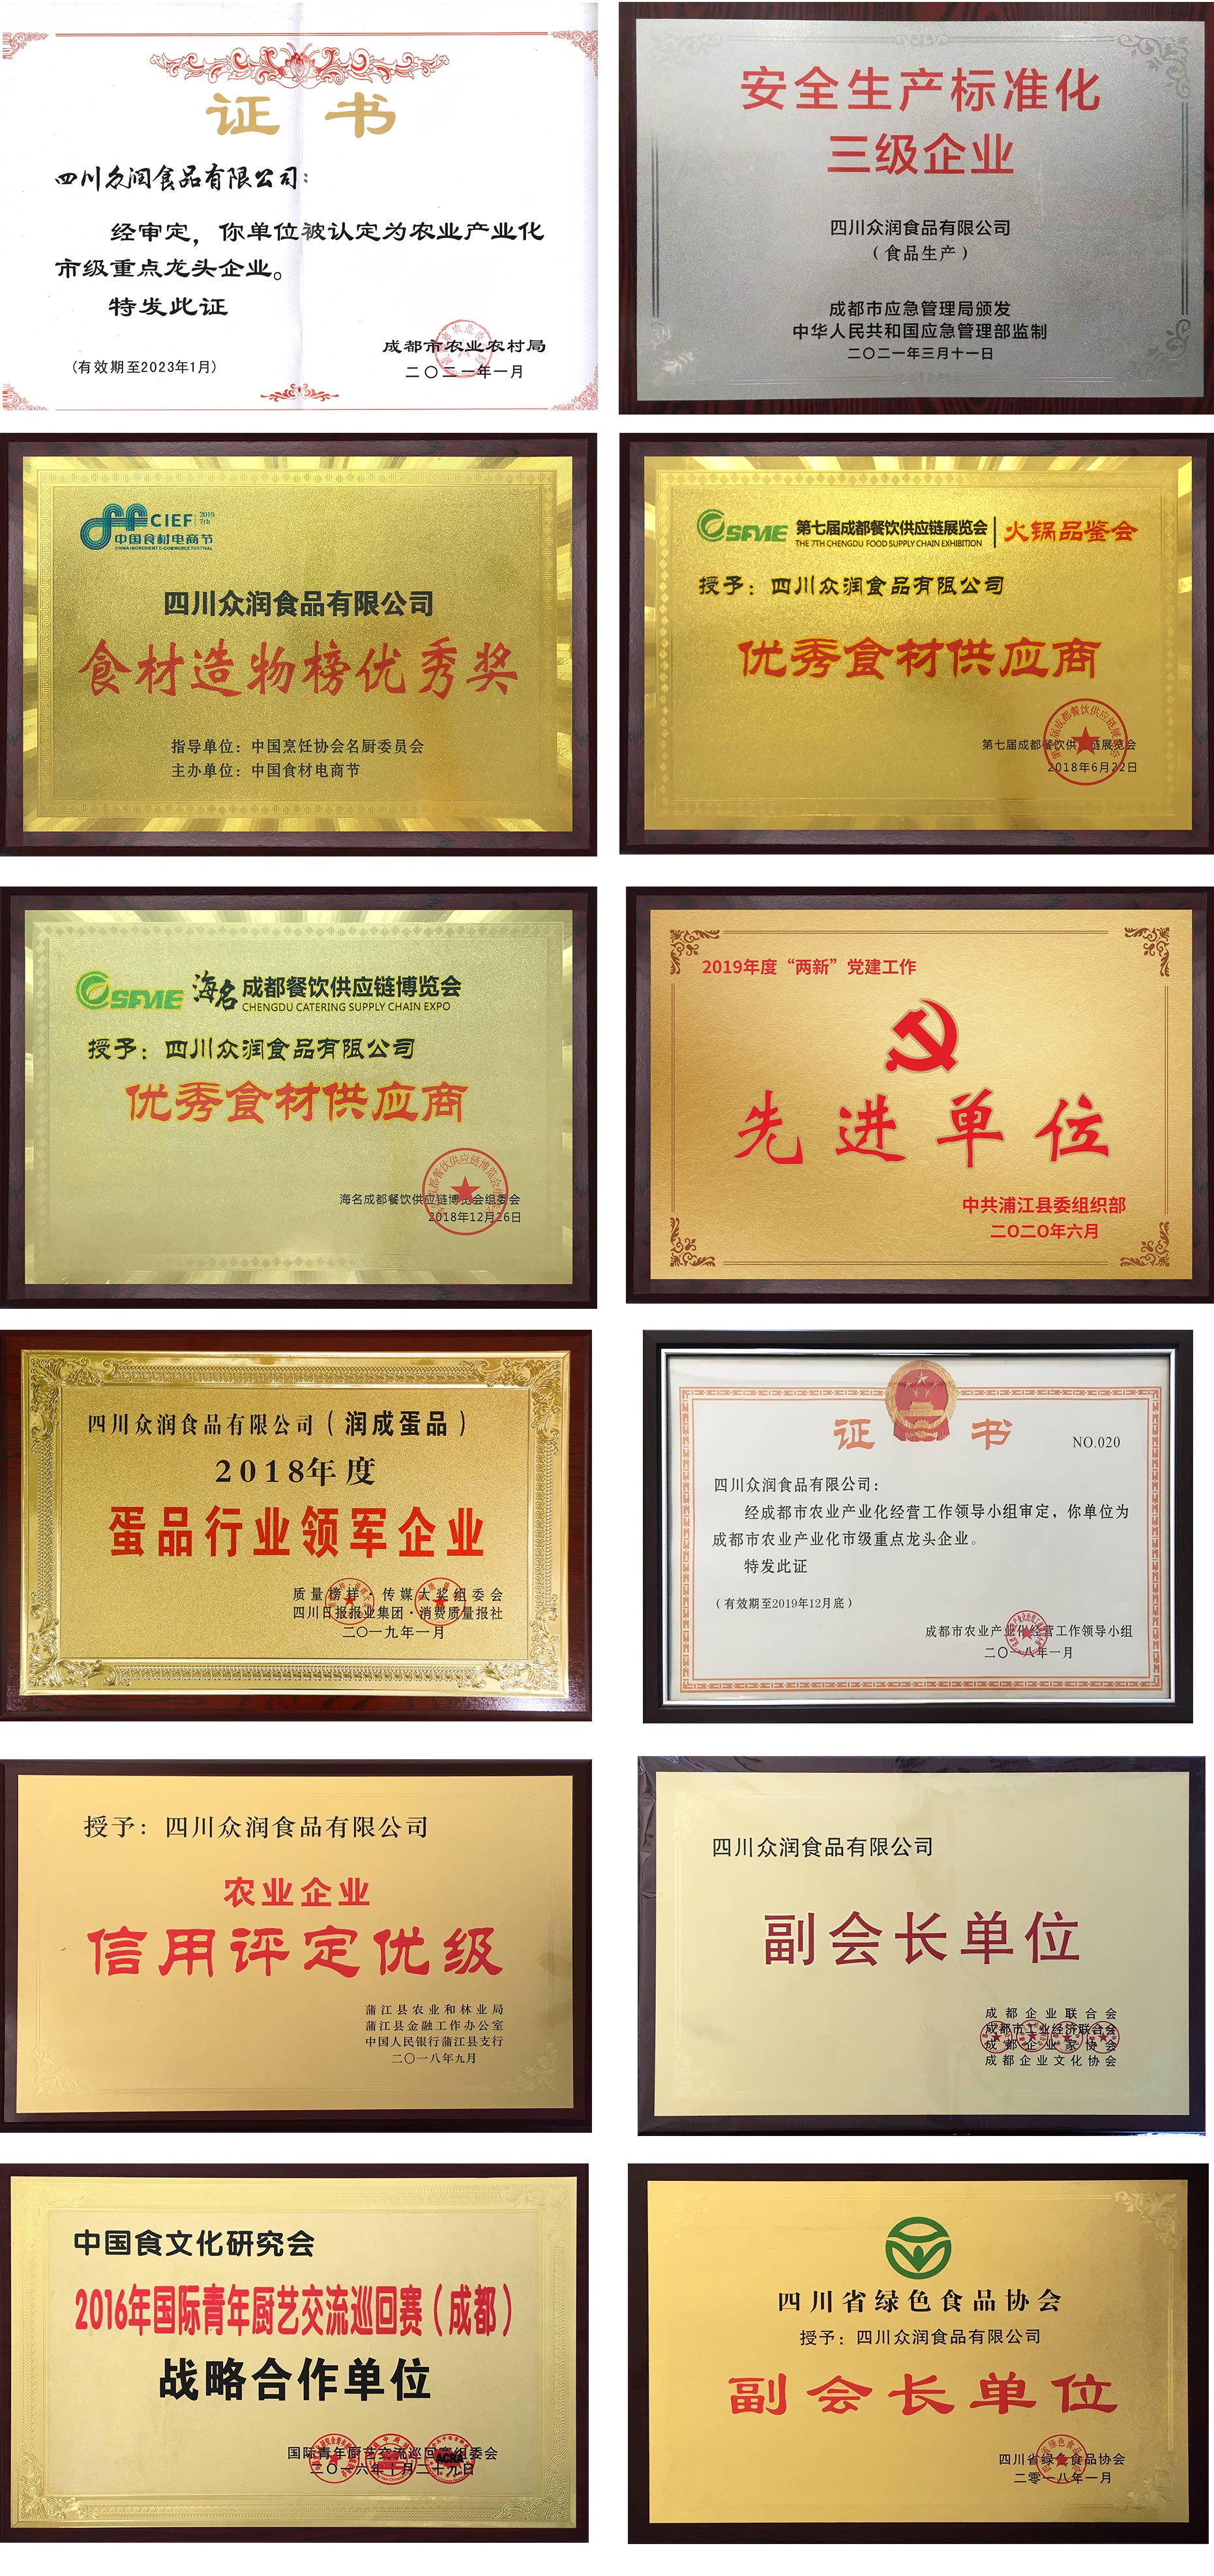 证 书
四川众润食品有限公司：
经审定，你单位被认定为农业产业化
市级重点龙头企业。
特发此证
成都市农业农村局
(有效期至2023年1月)
二〇二一年一月
安全生产标准化
三级企业
四川众润食品有限公司
（食品生产）
成都市应急管理局颁发
中华人民共和国应急管理部监制
二〇二一年三月十一日
CIEF 2019 7th
中国食材电商节
CHINA INGREDIENT E-COMMERCE FESTIVAL
四川众润食品有限公司
食材造物榜优秀奖
指导单位：中国烹饪协会名厨委员会
主办单位：中国食材电商节
SFME 第七届成都餐饮供应链展览会 火锅品鉴会
THE 7TH CHENGDU FOOD SUPPLY CHAIN EXHIBITION
授予：四川众润食品有限公司
优秀食材供应商
第七届成都餐饮供应链展览会
2018年6月22日
SFME 海名 成都餐饮供应链博览会
CHENGDU CATERING SUPPLY CHAIN EXPO
授予：四川众润食品有限公司
优秀食材供应商
海名成都餐饮供应链博览会组委会
2018年12月26日
2019年度“两新”党建工作
先进单位
中共浦江县委组织部
二〇二〇年六月
四川众润食品有限公司（润成蛋品）
2018年度
蛋品行业领军企业
质量榜样·传媒大奖组委会
四川日报报业集团·消费质量报社
二〇一九年一月
证 书
NO.020
四川众润食品有限公司：
经成都市农业产业化经营工作领导小组审定，你单位为
成都市农业产业化市级重点龙头企业。
特发此证
（有效期至2019年12月底）
成都市农业产业化经营工作领导小组
二〇一八年一月
授予：四川众润食品有限公司
农业企业
信用评定优级
蒲江县农业和林业局
蒲江县金融工作办公室
中国人民银行蒲江县支行
二〇一八年九月
四川众润食品有限公司
副会长单位
成都企业联合会
成都市工业经济联合会
成都企业家协会
成都企业文化协会
中国食文化研究会
2016年国际青年厨艺交流巡回赛（成都）
战略合作单位
国际青年厨艺交流巡回赛组委会
二〇一六年十月二十九日
ACRA
四川省绿色食品协会
授予：四川众润食品有限公司
副会长单位
四川省绿色食品协会
二零一八年一月